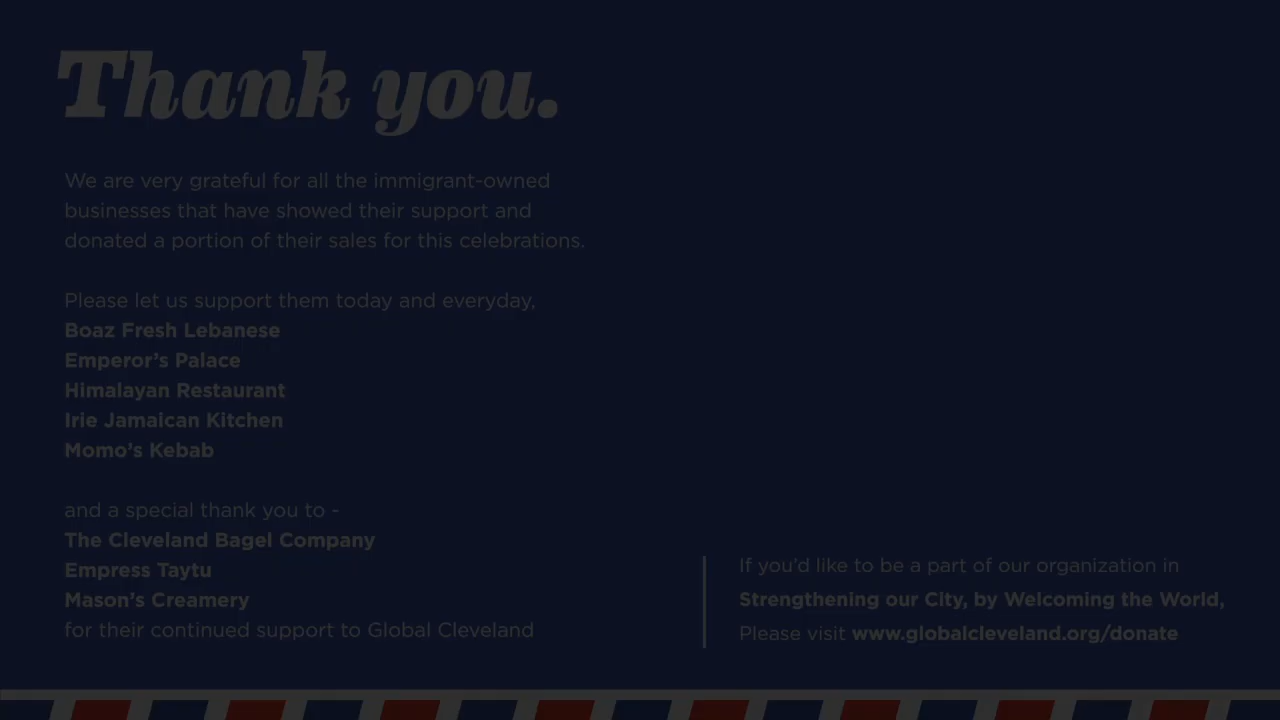 Thank you.
We are very grateful for all the immigrant-owned
businesses that have showed their support and
donated a portion of their sales for this celebrations.
Please let us support them today and everyday,
Boaz Fresh Lebanese
Emperor's Palace
Himalayan Restaurant
Irie Jamaican Kitchen
Momo's Kebab
and a special thank you to -
The Cleveland Bagel Company
Empress Taytu
Mason's Creamery
for their continued support to Global Cleveland
If you'd like to be a part of our organization in
Strengthening our City, by Welcoming the World,
Please visit www.globalcleveland.org/donate